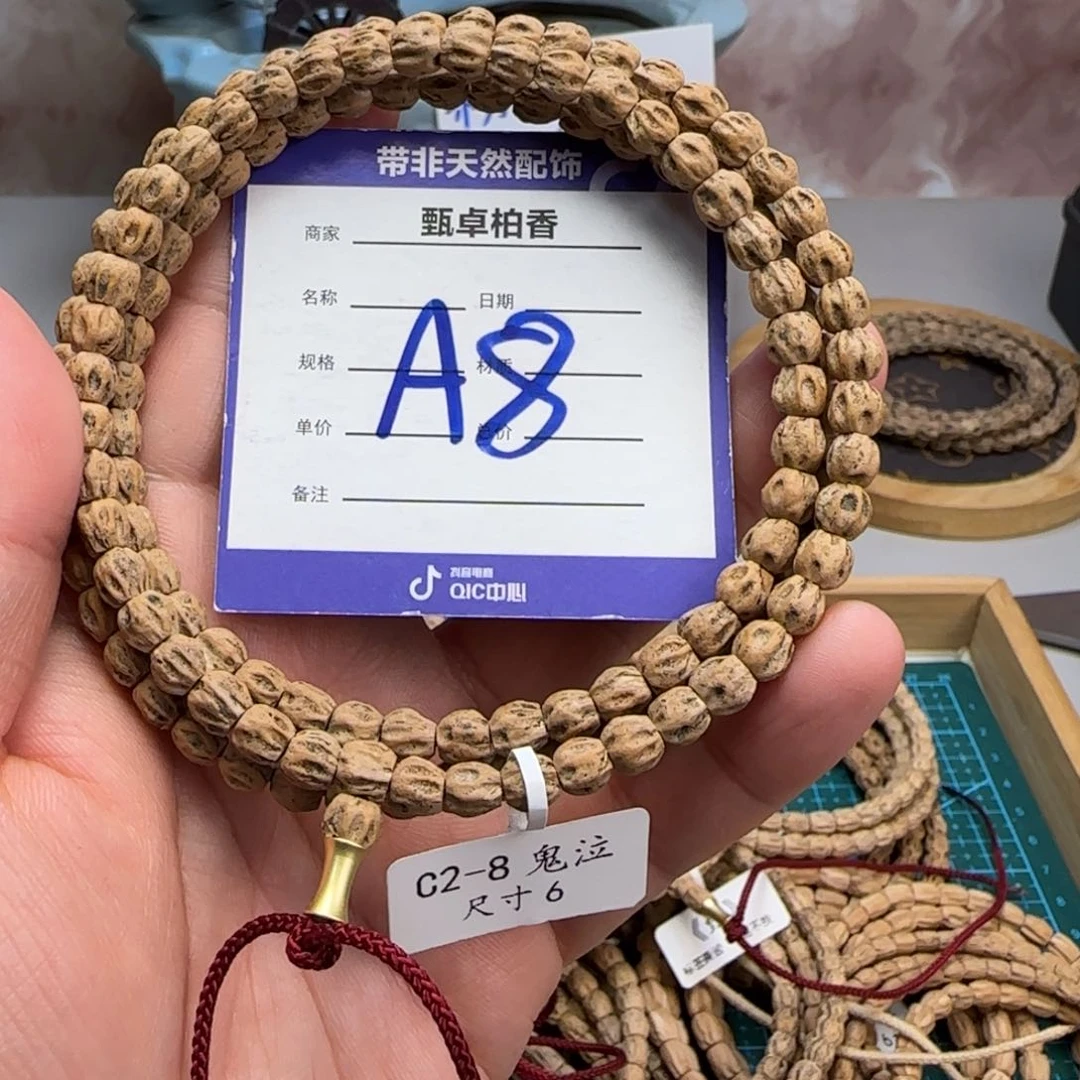 带非天然配饰
商家 甄卓柏香
名称 日期
A8
规格 材质
单价 总价
备注
抖音电商
QIC中心
C2-8 鬼泣
尺寸6